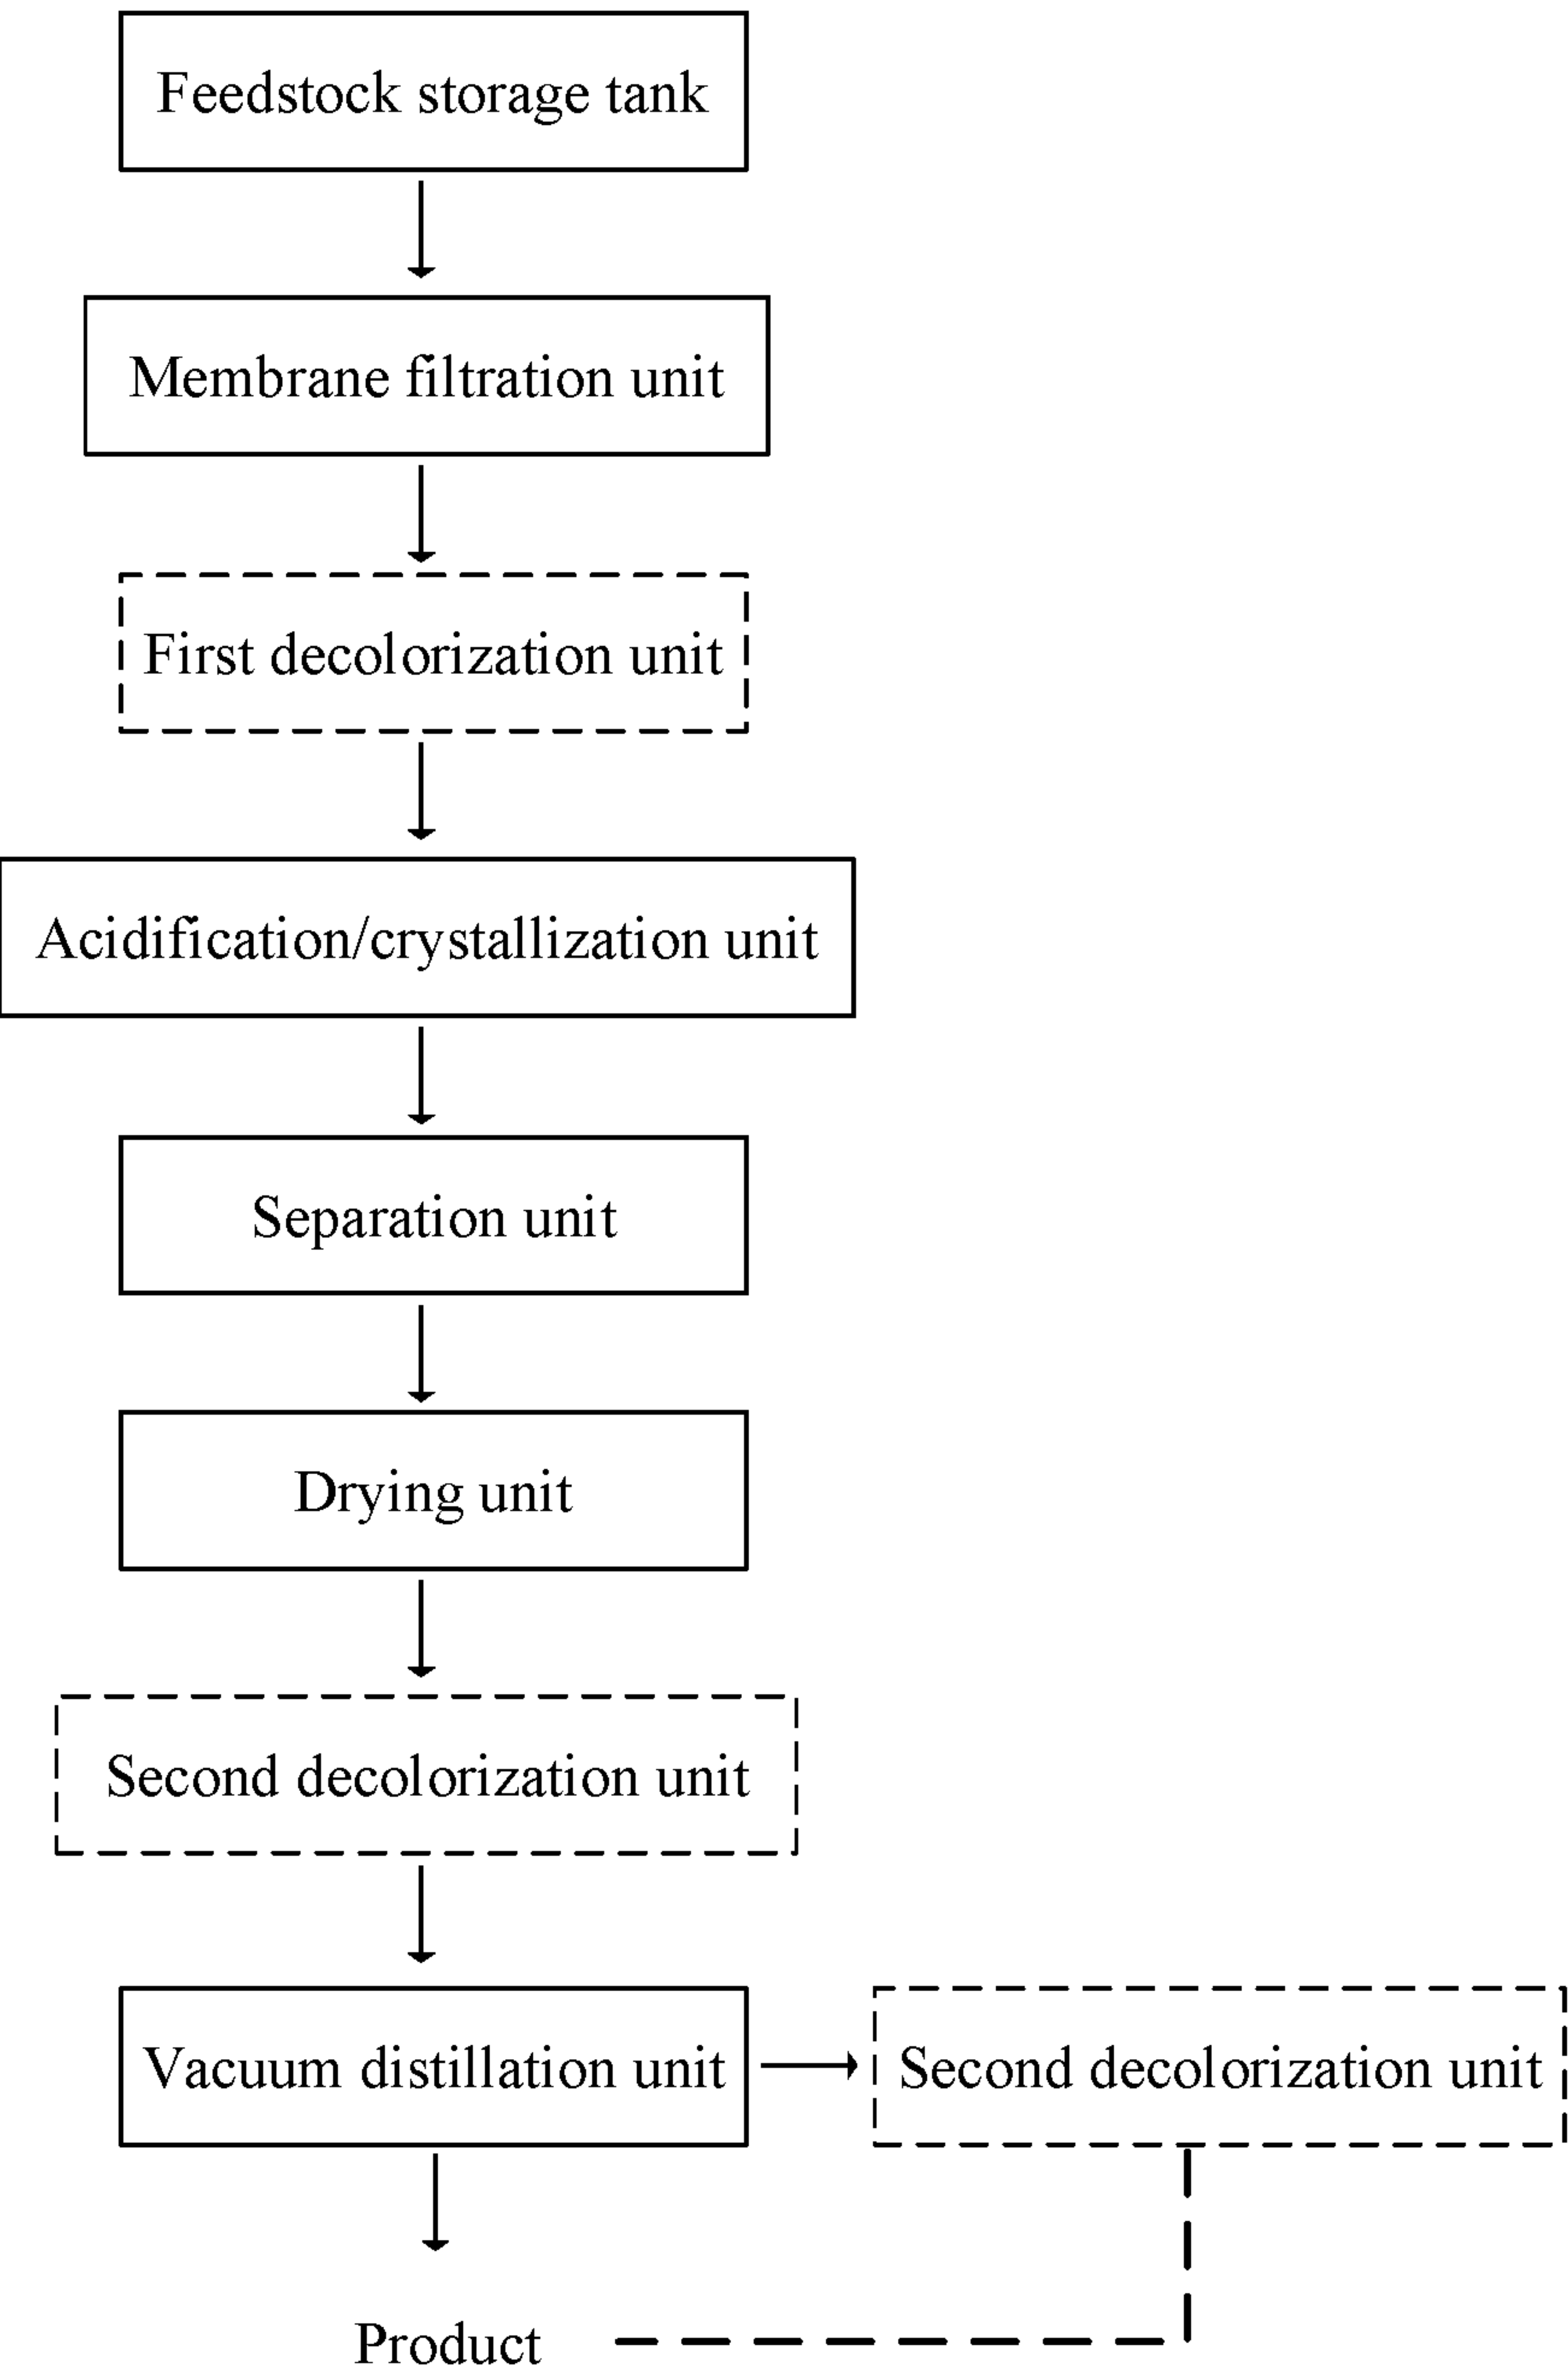 Feedstock storage tank
Membrane filtration unit
First decolorization unit
Acidification/crystallization unit
Separation unit
Drying unit
Second decolorization unit
Vacuum distillation unit
Second decolorization unit
Product